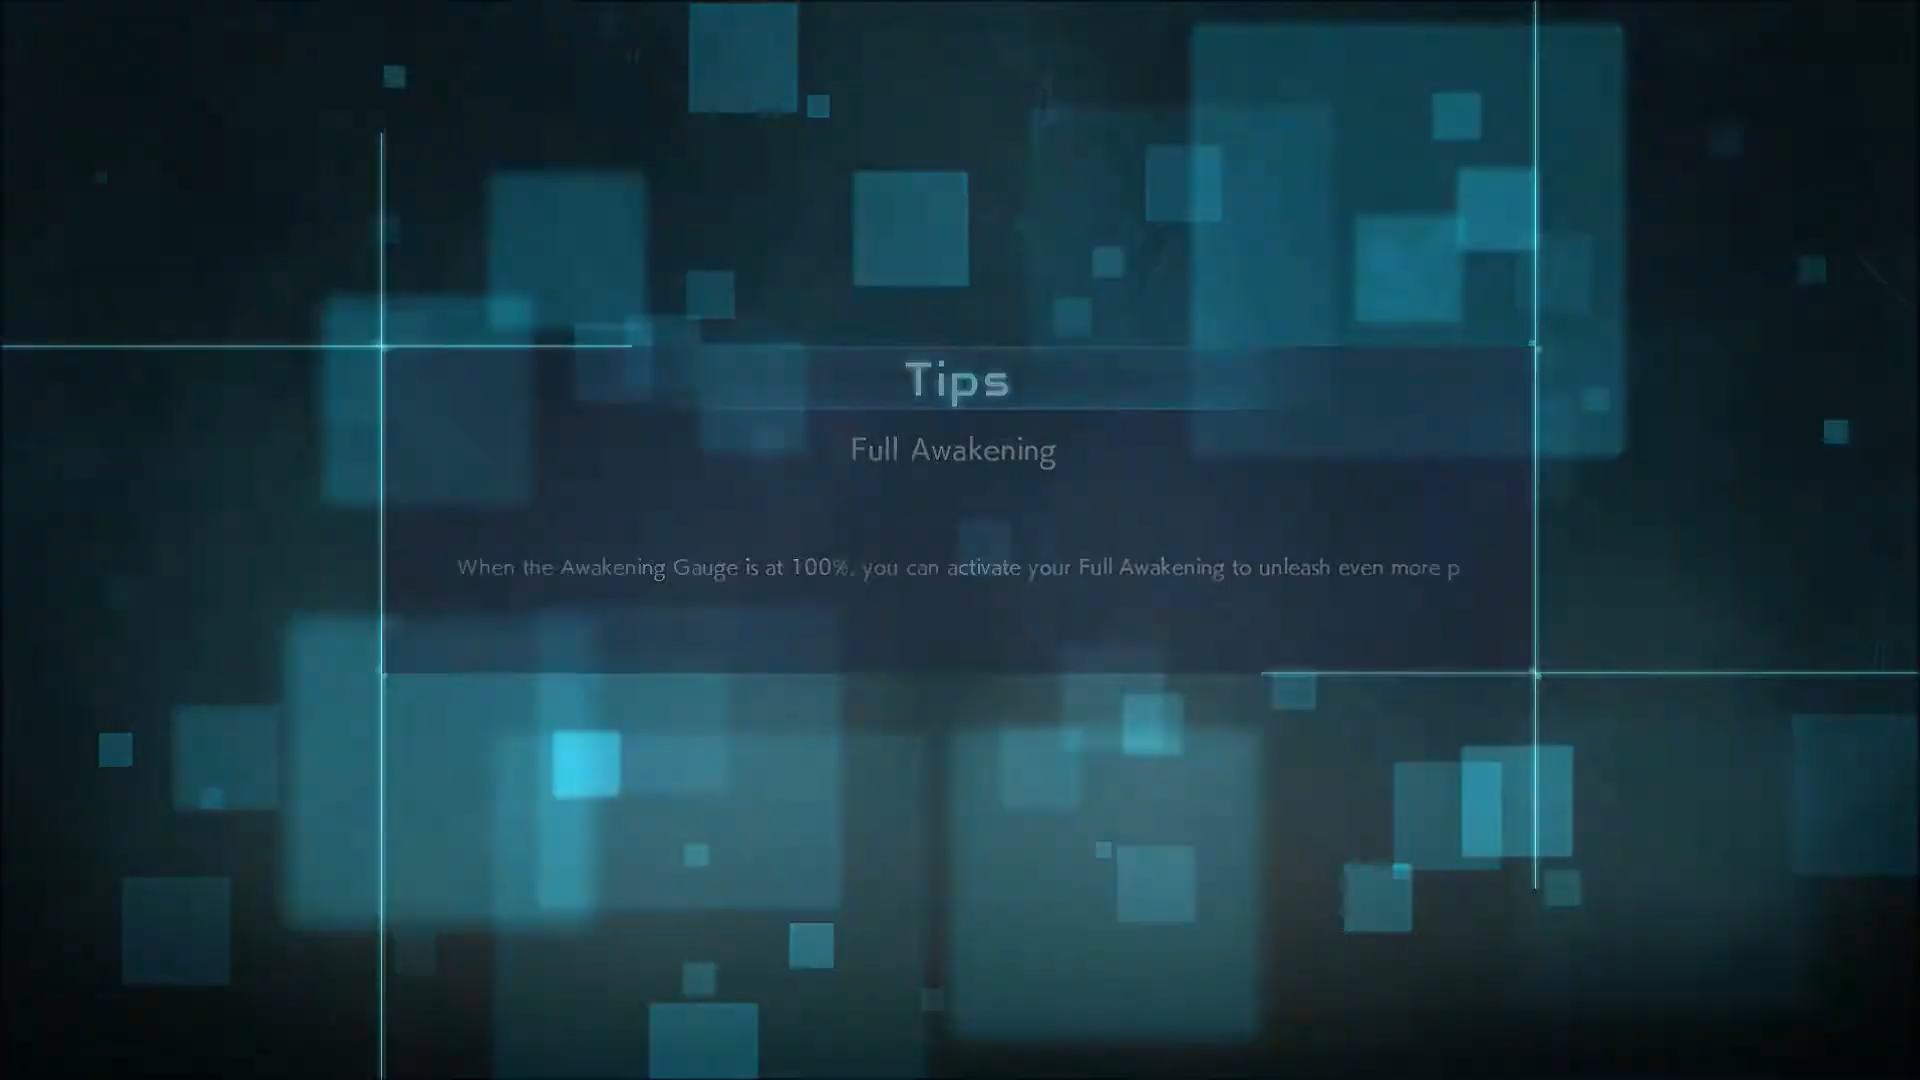 Tips
Full Awakening
When the Awakening Gauge is at 100%, you can activate your Full Awakening to unleash even more p